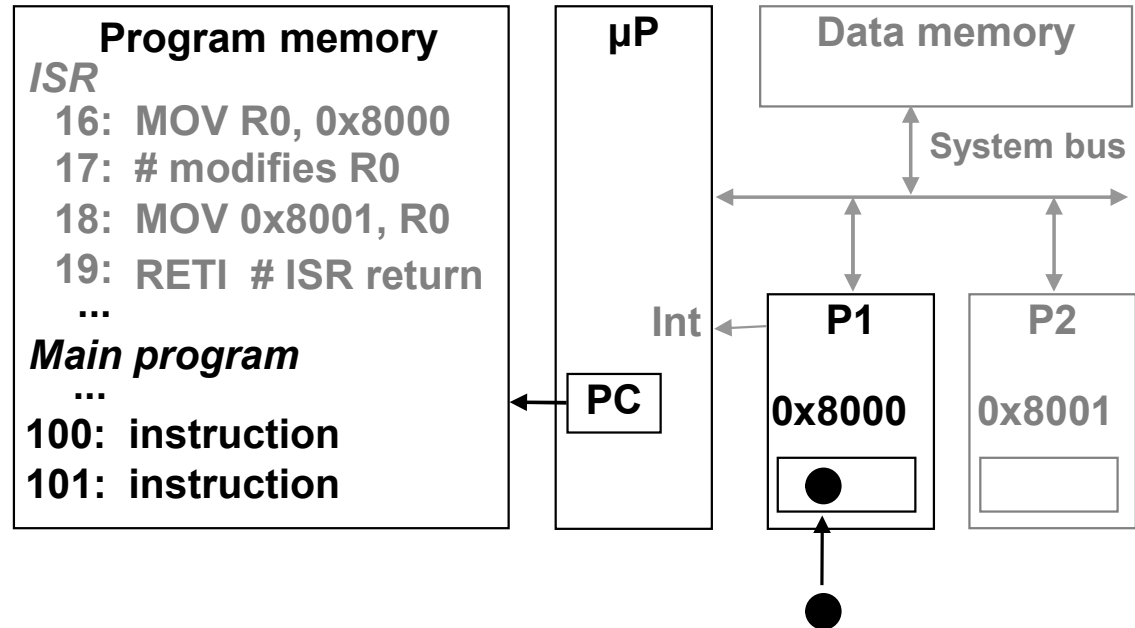 Program memory
ISR
16: MOV R0, 0x8000
17: # modifies R0
18: MOV 0x8001, R0
19: RETI # ISR return
...
Main program
...
100: instruction
101: instruction
µP
Int
PC
Data memory
System bus
P1
0x8000
P2
0x8001